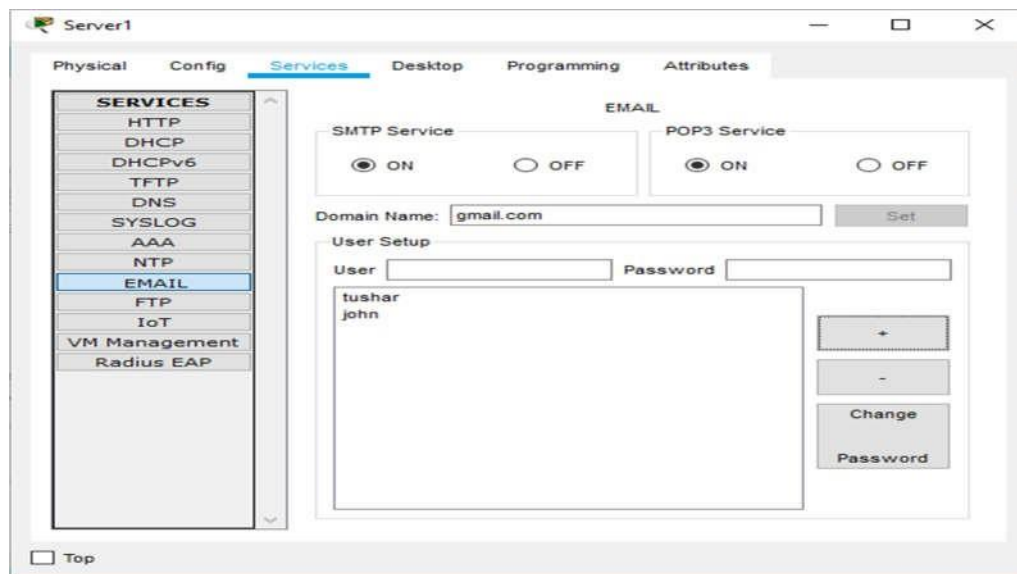 Server1
Physical Config Services Desktop Programming Attributes
SERVICES
HTTP
DHCP
DHCPv6
TFTP
DNS
SYSLOG
AAA
NTP
EMAIL
FTP
IoT
VM Management
Radius EAP
EMAIL
SMTP Service
ON OFF
POP3 Service
ON OFF
Domain Name: gmail.com Set
User Setup
User Password
tushar
john
+
-
Change
Password
Top